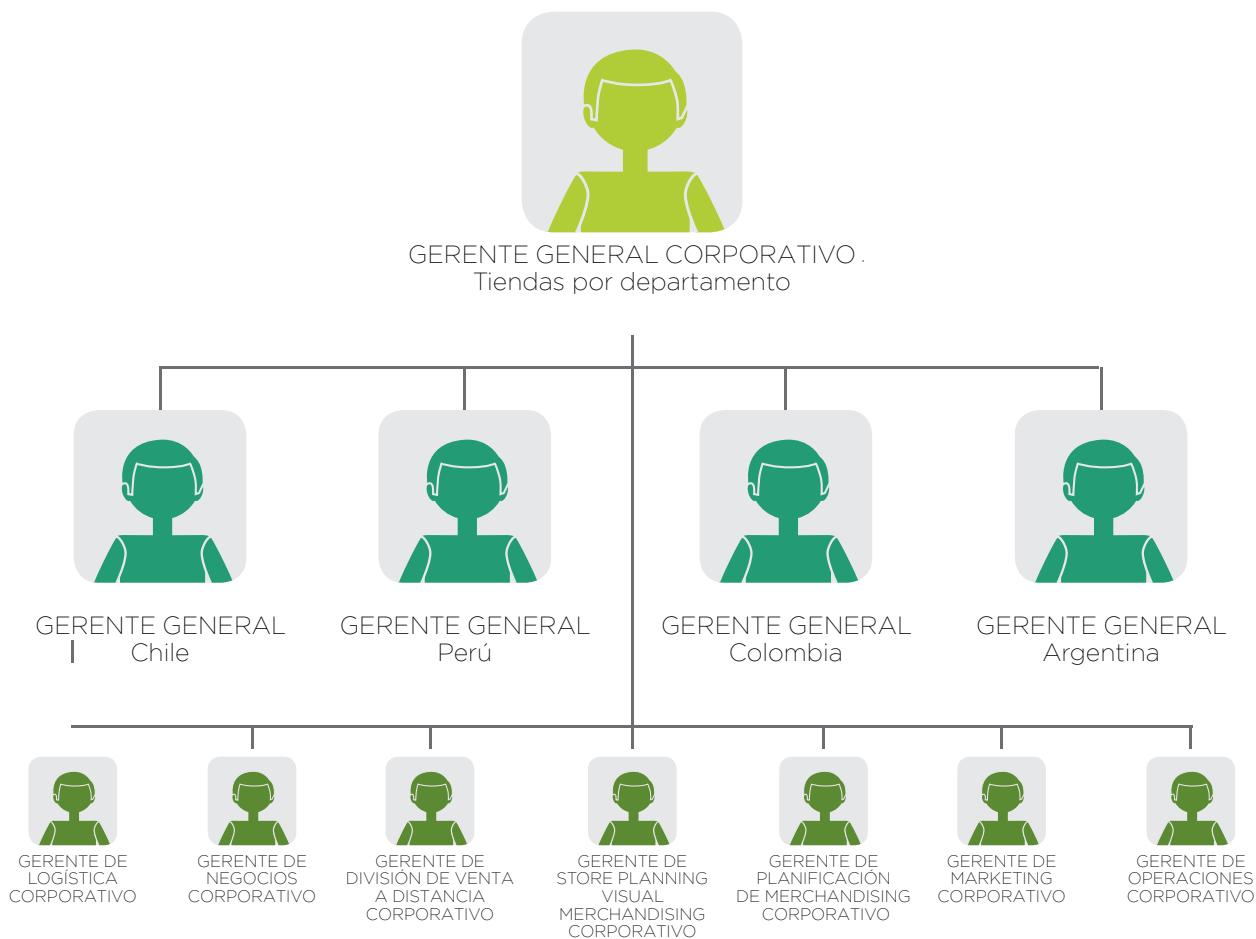 GERENTE GENERAL CORPORATIVO .
Tiendas por departamento
GERENTE GENERAL
Chile
GERENTE GENERAL
Perú
GERENTE GENERAL
Colombia
GERENTE GENERAL
Argentina
GERENTE DE
LOGÍSTICA
CORPORATIVO
GERENTE DE
NEGOCIOS
CORPORATIVO
GERENTE DE
DIVISIÓN DE VENTA
A DISTANCIA
CORPORATIVO
GERENTE DE
STORE PLANNING
VISUAL
MERCHANDISING
CORPORATIVO
GERENTE DE
PLANIFICACIÓN
DE MERCHANDISING
CORPORATIVO
GERENTE DE
MARKETING
CORPORATIVO
GERENTE DE
OPERACIONES
CORPORATIVO